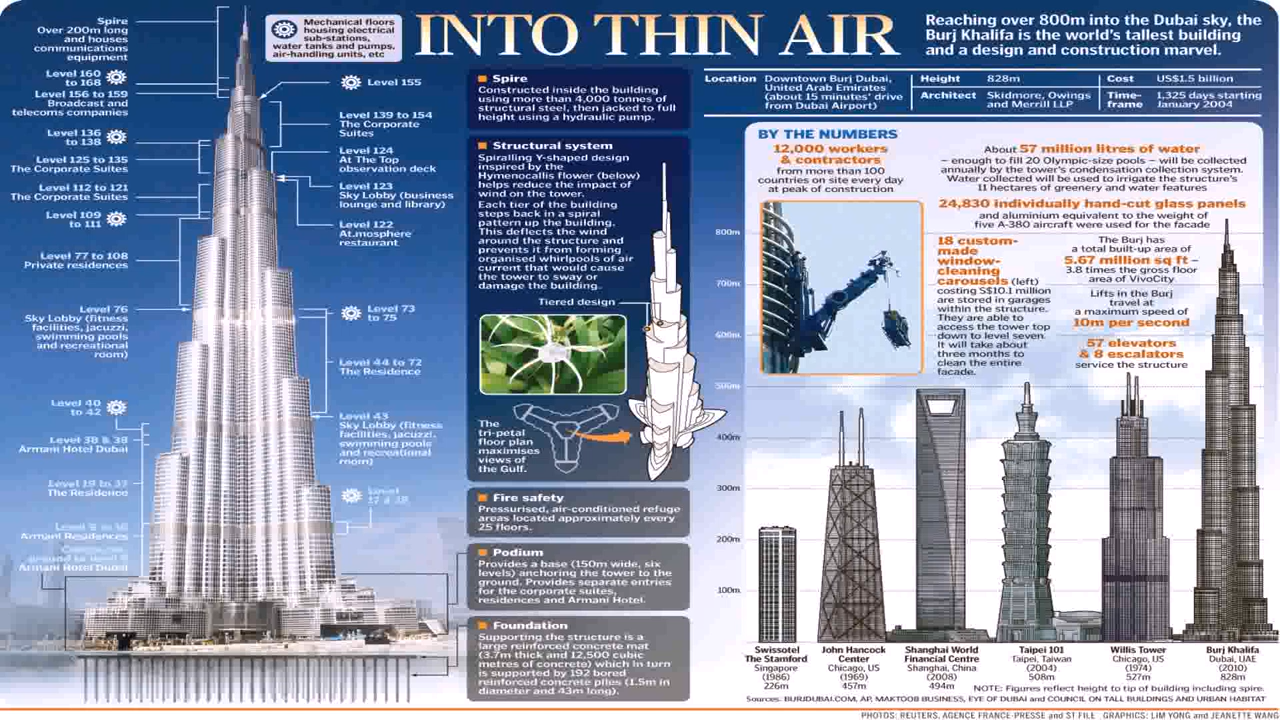 INTO THIN AIR
Reaching over 800m into the Dubai sky, the
Burj Khalifa is the world's tallest building
and a design and construction marvel.
Mechanical floors
housing electrical
sub-stations,
water tanks and pumps,
air-handling units, etc
Spire
Over 200m long
and houses
communications
equipment
Level 160
to 168
Level 156 to 159
Broadcast and
telecoms companies
Level 136
to 138
Level 125 to 135
The Corporate Suites
Level 112 to 121
The Corporate Suites
Level 109
to 111
Level 77 to 108
Private residences
Level 76
Sky Lobby (fitness
facilities, jacuzzi,
swimming pools
and recreational
room)
Level 40
to 42
Level 38 & 39
Armani Hotel Dubai
Level 19 to 37
The Residence
Armani Residences
Armani Hotel Dubai
Level 155
Level 139 to 154
The Corporate
Suites
Level 124
At The Top
observation deck
Level 123
Sky Lobby (business
lounge and library)
Level 122
At.mosphere
restaurant
Level 73
to 75
Level 44 to 72
The Residence
Level 43
Sky Lobby (fitness
facilities, jacuzzi,
swimming pools
and recreational
room)
Level
Spire
Constructed inside the building
using more than 4,000 tonnes of
structural steel, then jacked to full
height using a hydraulic pump.
Structural system
Spiralling Y-shaped design
inspired by the
Hymenocallis flower (below)
helps reduce the impact of
wind on the tower.
Each tier of the building
steps back in a spiral
pattern up the building.
This deflects the wind
around the structure and
prevents it from forming
organised whirlpools of air
current that would cause
the tower to sway or
damage the building.
Tiered design
The
tri-petal
floor plan
maximises
views of
the Gulf.
Fire safety
Pressurised, air-conditioned refuge
areas located approximately every
25 floors.
Podium
Provides a base (150m wide, six
levels) anchoring the tower to the
ground. Provides separate entries
for the corporate suites,
residences and Armani Hotel.
Foundation
Supporting the structure is a
large reinforced concrete mat
(3.7m thick and 12,500 cubic
metres of concrete) which in turn
is supported by 192 bored
reinforced concrete piles (1.5m in
diameter and 43m long).
Location Downtown Burj Dubai,
United Arab Emirates
(about 15 minutes' drive
from Dubai Airport)
Height 828m
Architect Skidmore, Owings
and Merrill LLP
Cost US$1.5 billion
Time-frame 1,325 days starting
January 2004
BY THE NUMBERS
12,000 workers
& contractors
from more than 100
countries on site every day
at peak of construction
About 57 million litres of water
– enough to fill 20 Olympic-size pools – will be collected
annually by the tower's condensation collection system.
Water collected will be used to irrigate the structure's
11 hectares of greenery and water features
24,830 individually hand-cut glass panels
and aluminium equivalent to the weight of
five A-380 aircraft were used for the facade
18 custom-
made
window-
cleaning
carousels (left)
costing S$10.1 million
are stored in garages
within the structure.
They are able to
access the tower top
down to level seven.
It will take about
three months to
clean the entire
facade.
The Burj has
a total built-up area of
5.67 million sq ft –
3.8 times the gross floor
area of VivoCity
Lifts in the Burj
travel at
a maximum speed of
10m per second
57 elevators
& 8 escalators
service the structure
800m
700m
600m
500m
400m
300m
200m
100m
Swissotel
The Stamford
Singapore
(1986)
226m
John Hancock
Center
Chicago, US
(1969)
457m
Shanghai World
Financial Centre
Shanghai, China
(2008)
494m
Taipei 101
Taipei, Taiwan
(2004)
508m
Willis Tower
Chicago, US
(1974)
527m
Burj Khalifa
Dubai, UAE
(2010)
828m
NOTE: Figures reflect height to tip of building including spire.
Sources: BURJDUBAI.COM, AP, MAKTOOB BUSINESS, EYE OF DUBAI and COUNCIL ON TALL BUILDINGS AND URBAN HABITAT
PHOTOS: REUTERS, AGENCE FRANCE-PRESSE and ST FILE GRAPHICS: LIM YONG and JEANETTE WANG